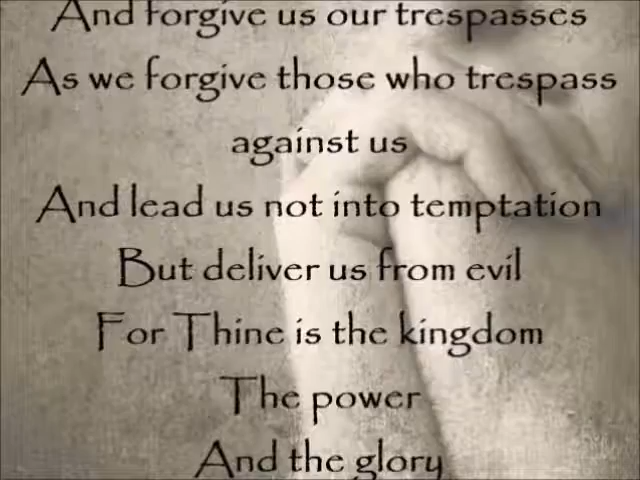 And forgive us our trespasses
As we forgive those who trespass
against us
And lead us not into temptation
But deliver us from evil
For Thine is the kingdom
The power
And the glory